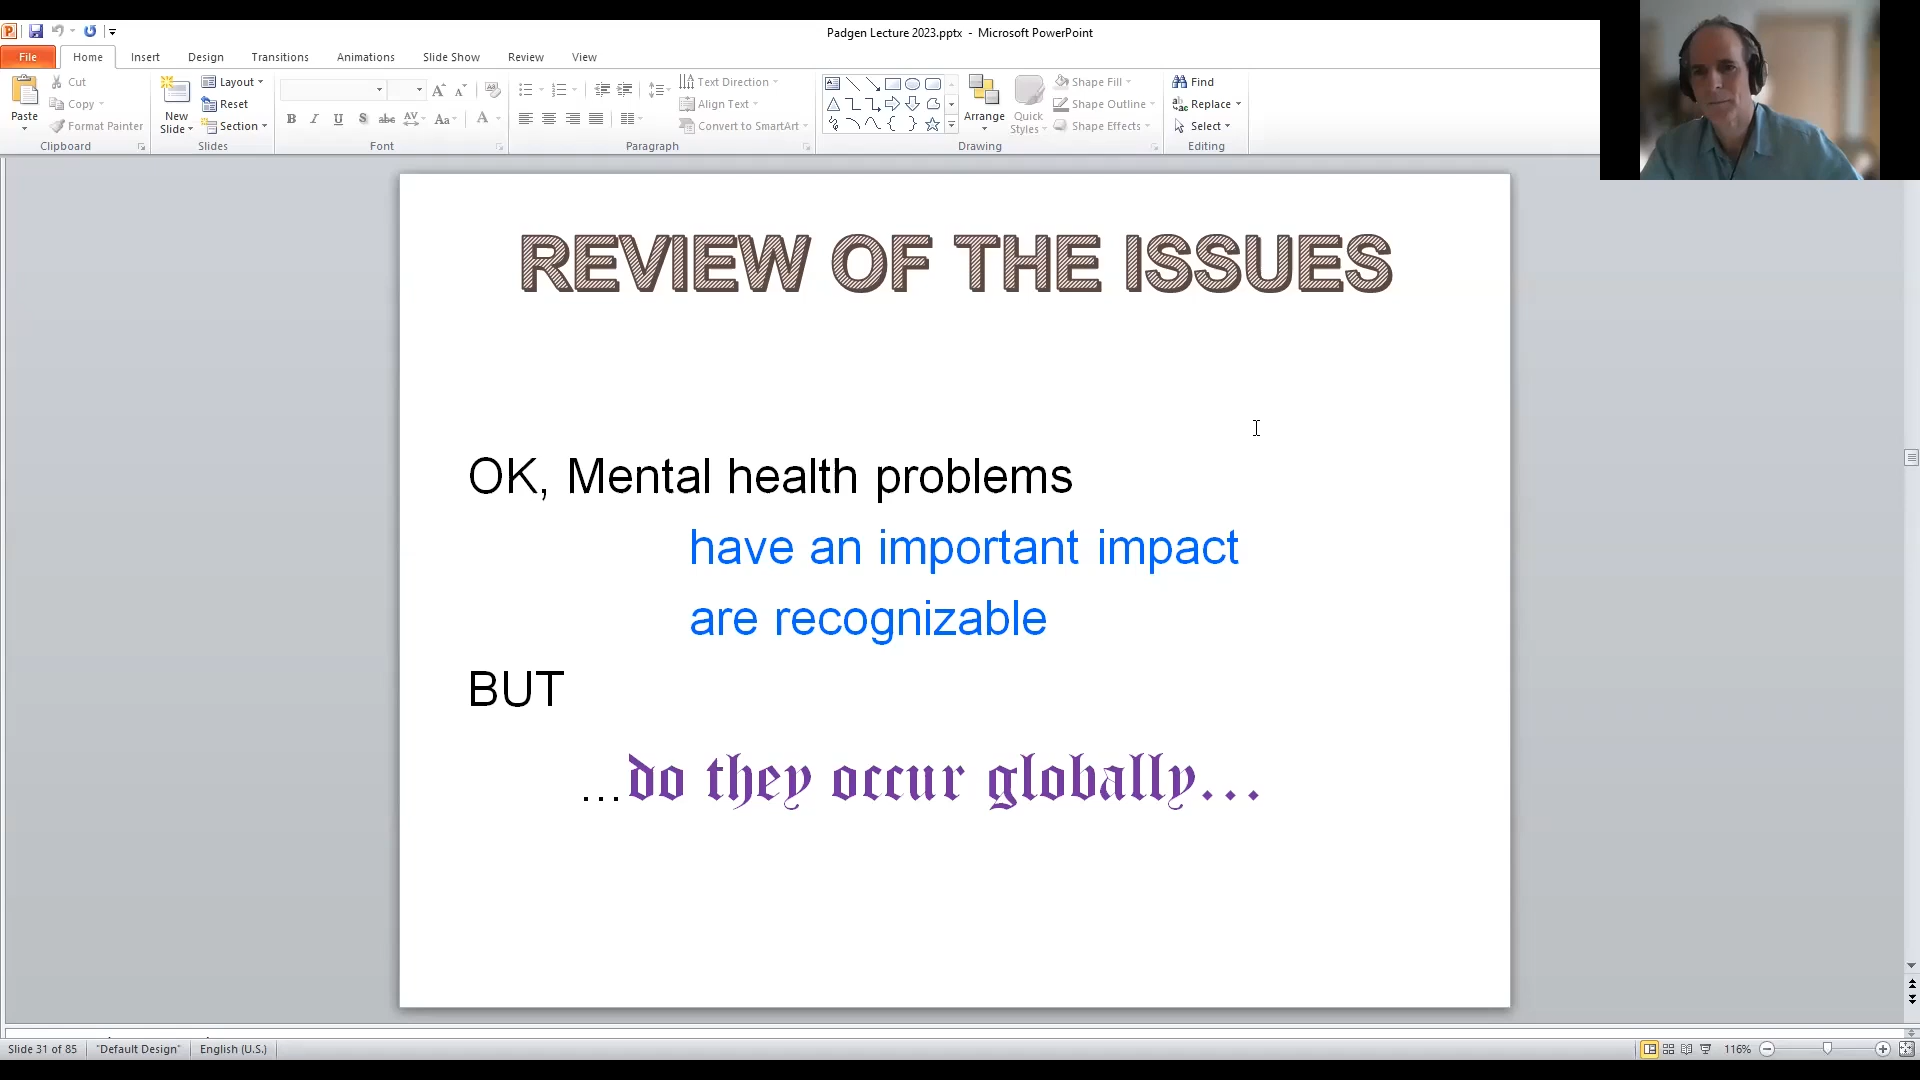 Padgen Lecture 2023.pptx - Microsoft PowerPoint
File Home Insert Design Transitions Animations Slide Show Review View
Paste
Cut
Copy
Format Painter
Clipboard
New
Slide
Layout
Reset
Section
Slides
Font
Text Direction
Align Text
Convert to SmartArt
Paragraph
Arrange
Quick
Styles
Shape Fill
Shape Outline
Shape Effects
Drawing
Find
Replace
Select
Editing
REVIEW OF THE ISSUES
OK, Mental health problems
have an important impact
are recognizable
BUT
...do they occur globally...
Slide 31 of 85 "Default Design" English (U.S.) 116%